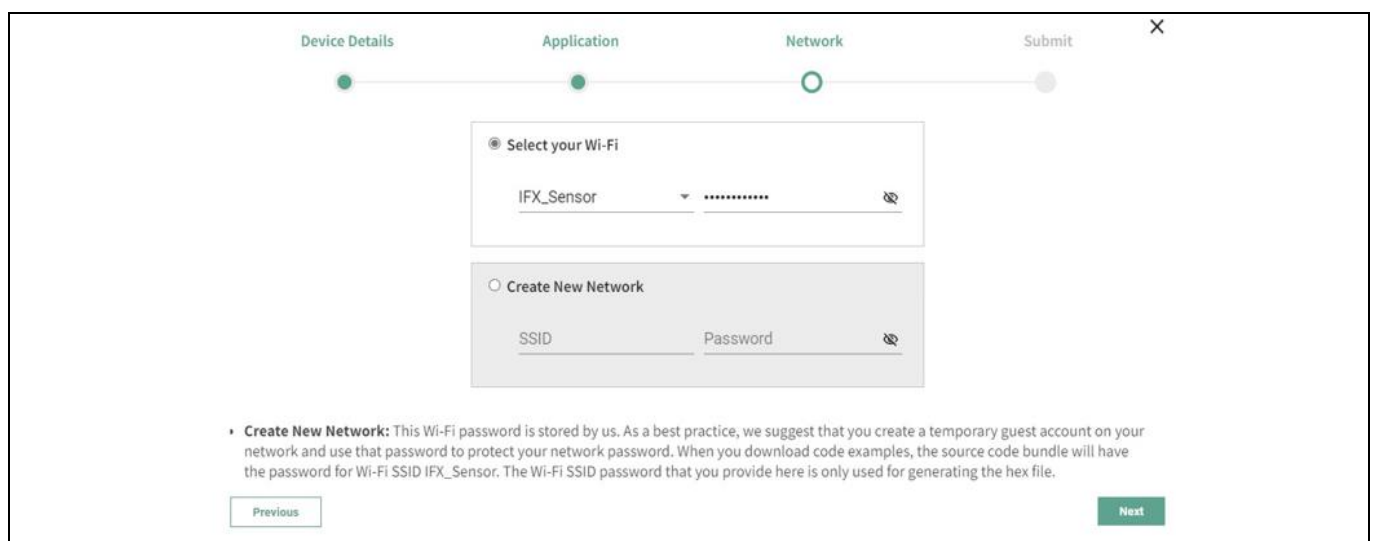 Device Details
Application
Network
Submit
Select your Wi-Fi
IFX_Sensor
••••••••••••
Create New Network
SSID
Password
Create New Network: This Wi-Fi password is stored by us. As a best practice, we suggest that you create a temporary guest account on your
network and use that password to protect your network password. When you download code examples, the source code bundle will have
the password for Wi-Fi SSID IFX_Sensor. The Wi-Fi SSID password that you provide here is only used for generating the hex file.
Previous
Next